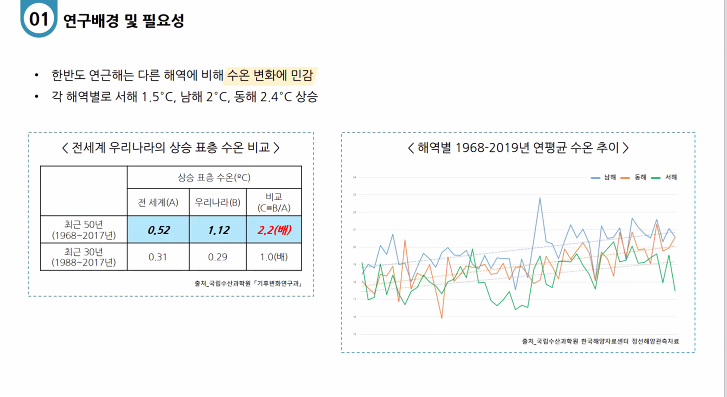 01 연구배경 및 필요성
• 한반도 연근해는 다른 해역에 비해 수온 변화에 민감
• 각 해역별로 서해 1.5˚C, 남해 2˚C, 동해 2.4˚C 상승
< 전세계 우리나라의 상승 표층 수온 비교 >
상승 표층 수온(ºC)
전 세계(A) 우리나라(B) 비교
(C=B/A)
최근 50년
(1968~2017년) 0.52 1.12 2.2(배)
최근 30년
(1988~2017년) 0.31 0.29 1.0(배)
출처_국립수산과학원「기후변화연구과」
< 해역별 1968-2019년 연평균 수온 추이 >
남해 동해 서해
출처_국립수산과학원 한국해양자료센터 정선해양관측자료